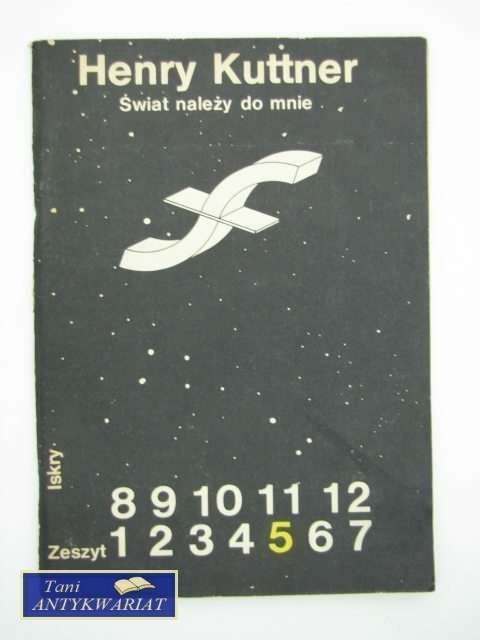 Henry Kuttner
Świat należy do mnie
Iskry
8 9 10 11 12
Zeszyt 1 2 3 4 5 6 7
Tani
ANTYKWARIAT